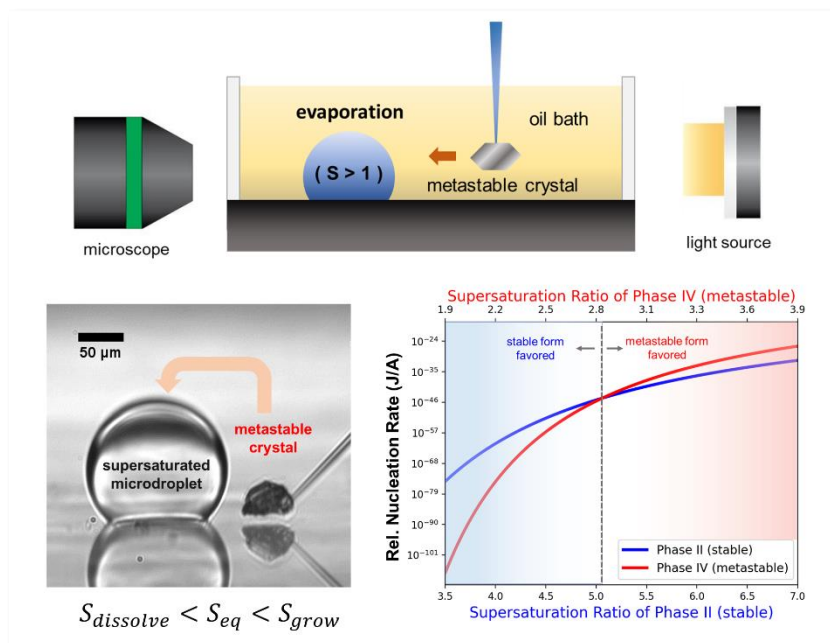 evaporation
oil bath
( S > 1 )
metastable crystal
microscope
light source
50 µm
metastable
crystal
supersaturated
microdroplet
S_dissolve < S_eq < S_grow
Supersaturation Ratio of Phase IV (metastable)
1.9 2.2 2.5 2.8 3.0 3.3 3.6 3.9
stable form
favored
metastable form
favored
Rel. Nucleation Rate (J/A)
10⁻²⁴
10⁻³⁵
10⁻⁴⁶
10⁻⁵⁷
10⁻⁶⁸
10⁻⁷⁹
10⁻⁹⁰
10⁻¹⁰¹
Phase II (stable)
Phase IV (metastable)
3.5 4.0 4.5 5.0 5.5 6.0 6.5 7.0
Supersaturation Ratio of Phase II (stable)